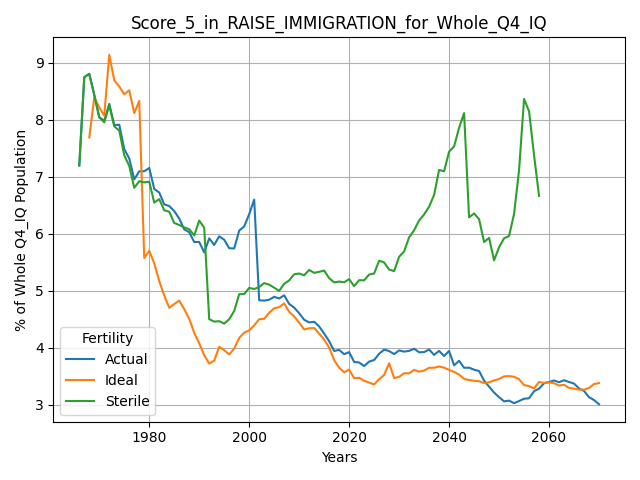 Score_5_in_RAISE_IMMIGRATION_for_Whole_Q4_IQ
% of Whole Q4_IQ Population
9
8
7
6
5
4
3
Fertility
Actual
Ideal
Sterile
1980
2000
2020
2040
2060
Years